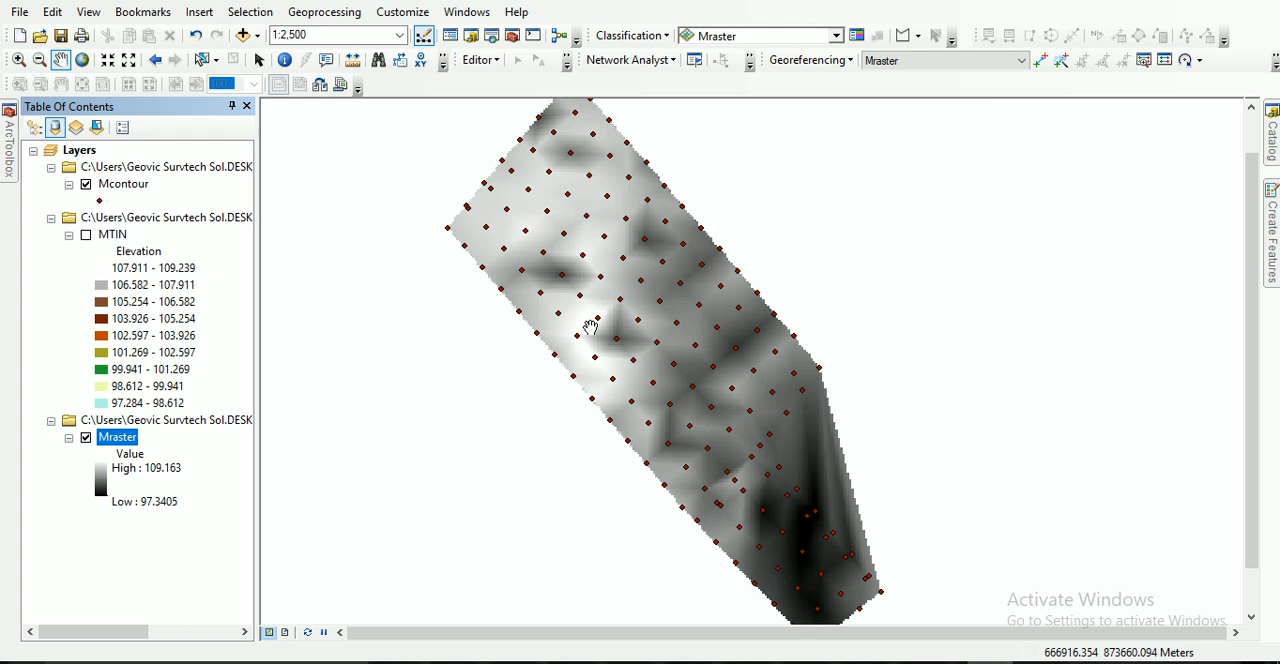 File Edit View Bookmarks Insert Selection Geoprocessing Customize Windows Help
1:2,500 Classification Mraster
Editor Network Analyst Georeferencing Mraster
100%
Table Of Contents
ArcToolbox
Catalog
Create Features
Layers
C:\Users\Geovic Survtech Sol.DESK
Mcontour
C:\Users\Geovic Survtech Sol.DESK
MTIN
Elevation
107.911 - 109.239
106.582 - 107.911
105.254 - 106.582
103.926 - 105.254
102.597 - 103.926
101.269 - 102.597
99.941 - 101.269
98.612 - 99.941
97.284 - 98.612
C:\Users\Geovic Survtech Sol.DESK
Mraster
Value
High : 109.163
Low : 97.3405
Activate Windows
Go to Settings to activate Windows.
666916.354 873660.094 Meters